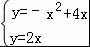 y=- x²+4x
y=2x